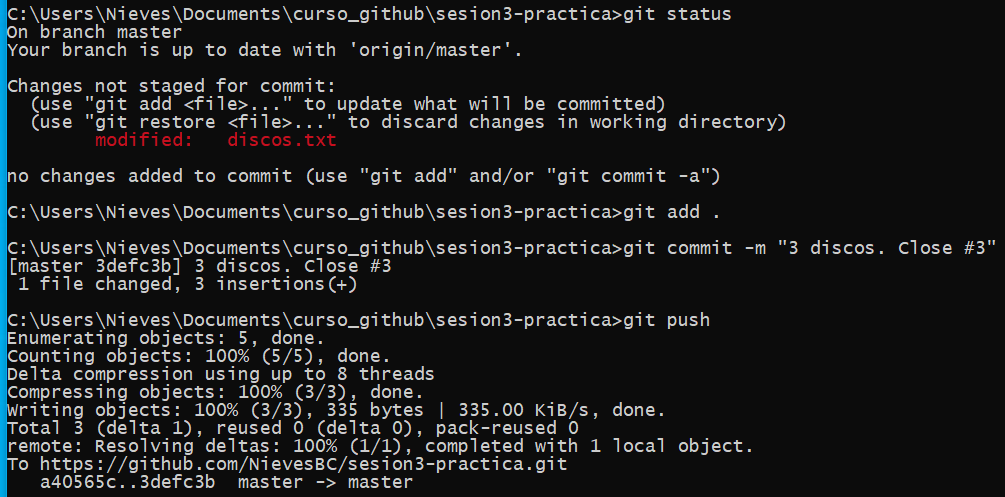 C:\Users\Nieves\Documents\curso_github\sesion3-practica>git status
On branch master
Your branch is up to date with 'origin/master'.
Changes not staged for commit:
  (use "git add <file>..." to update what will be committed)
  (use "git restore <file>..." to discard changes in working directory)
        modified:   discos.txt
no changes added to commit (use "git add" and/or "git commit -a")
C:\Users\Nieves\Documents\curso_github\sesion3-practica>git add .
C:\Users\Nieves\Documents\curso_github\sesion3-practica>git commit -m "3 discos. Close #3"
[master 3defc3b] 3 discos. Close #3
 1 file changed, 3 insertions(+)
C:\Users\Nieves\Documents\curso_github\sesion3-practica>git push
Enumerating objects: 5, done.
Counting objects: 100% (5/5), done.
Delta compression using up to 8 threads
Compressing objects: 100% (3/3), done.
Writing objects: 100% (3/3), 335 bytes | 335.00 KiB/s, done.
Total 3 (delta 1), reused 0 (delta 0), pack-reused 0
remote: Resolving deltas: 100% (1/1), completed with 1 local object.
To https://github.com/NievesBC/sesion3-practica.git
   a40565c..3defc3b  master -> master